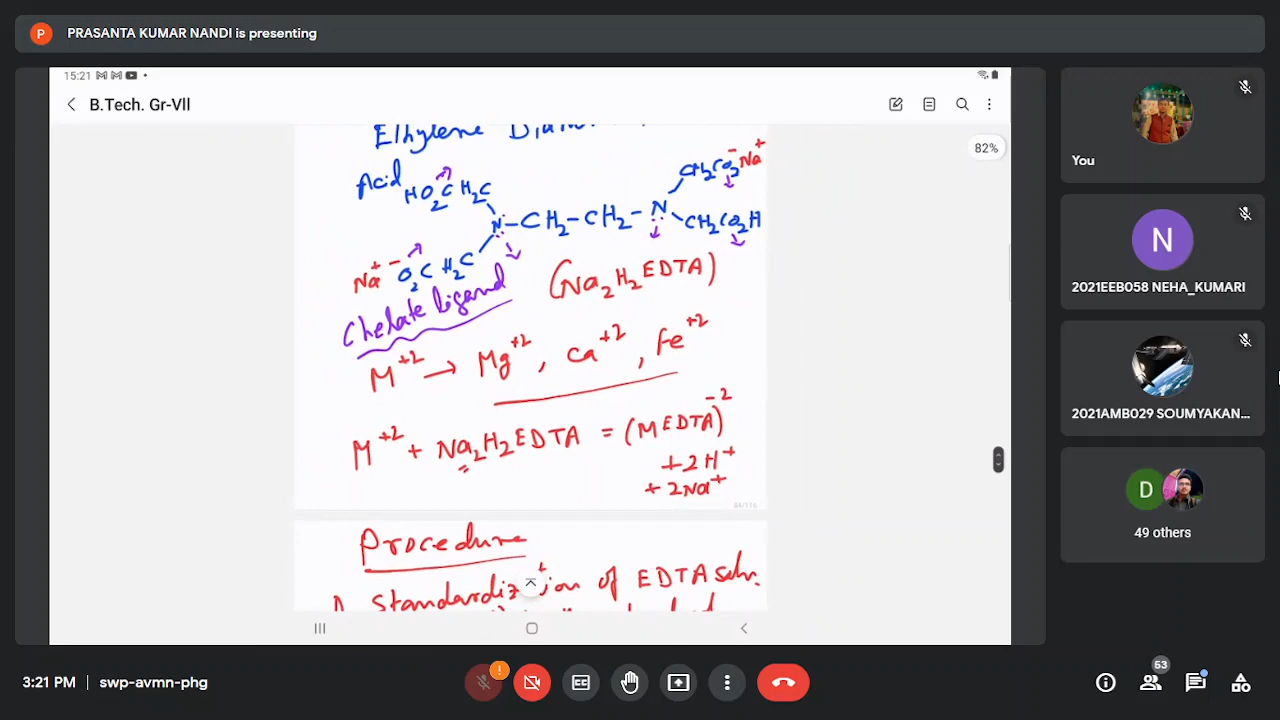 PRASANTA KUMAR NANDI is presenting
P
15:21
B.Tech. Gr-VII
82%
Ethylene
Acid HO₂C H₂C
CH₂CO₂⁻Na⁺
N̈-CH₂-CH₂-N̈
CH₂CO₂H
Na⁺ ⁻O₂C H₂C
(Na₂H₂EDTA)
Chelate ligand
M⁺² → Mg⁺², Ca⁺², Fe⁺²
M⁺² + Na₂H₂EDTA = (MEDTA)⁻²
+2H⁺
+ 2Na⁺
Procedure
Standardization of EDTA soln.
You
N
2021EEB058 NEHA_KUMARI
2021AMB029 SOUMYAKAN...
D
49 others
3:21 PM | swp-avmn-phg
CC
53